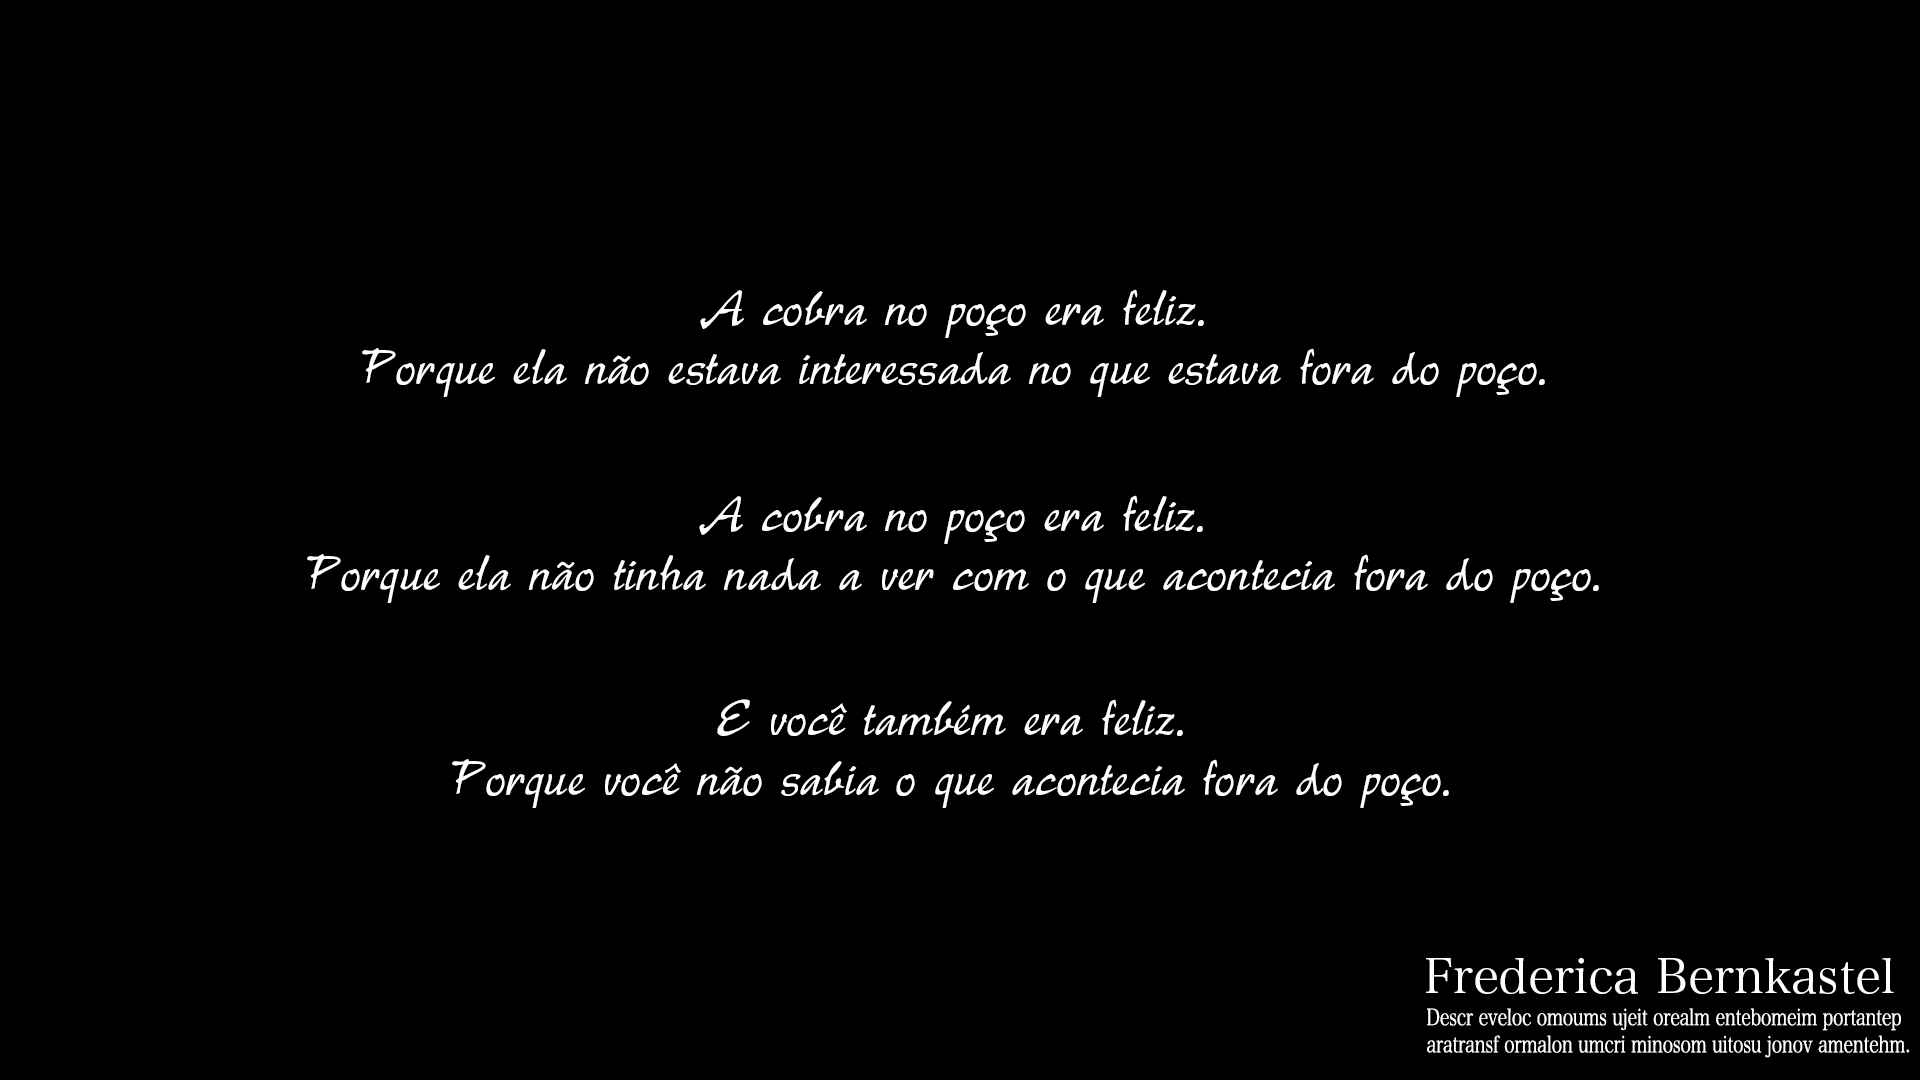 A cobra no poço era feliz.
Porque ela não estava interessada no que estava fora do poço.
A cobra no poço era feliz.
Porque ela não tinha nada a ver com o que acontecia fora do poço.
E você também era feliz.
Porque você não sabia o que acontecia fora do poço.
Frederica Bernkastel
Descr eveloc omoums ujeit orealm entebomeim portantep
aratransf ormalon umcri minosom uitosu jonov amentehm.